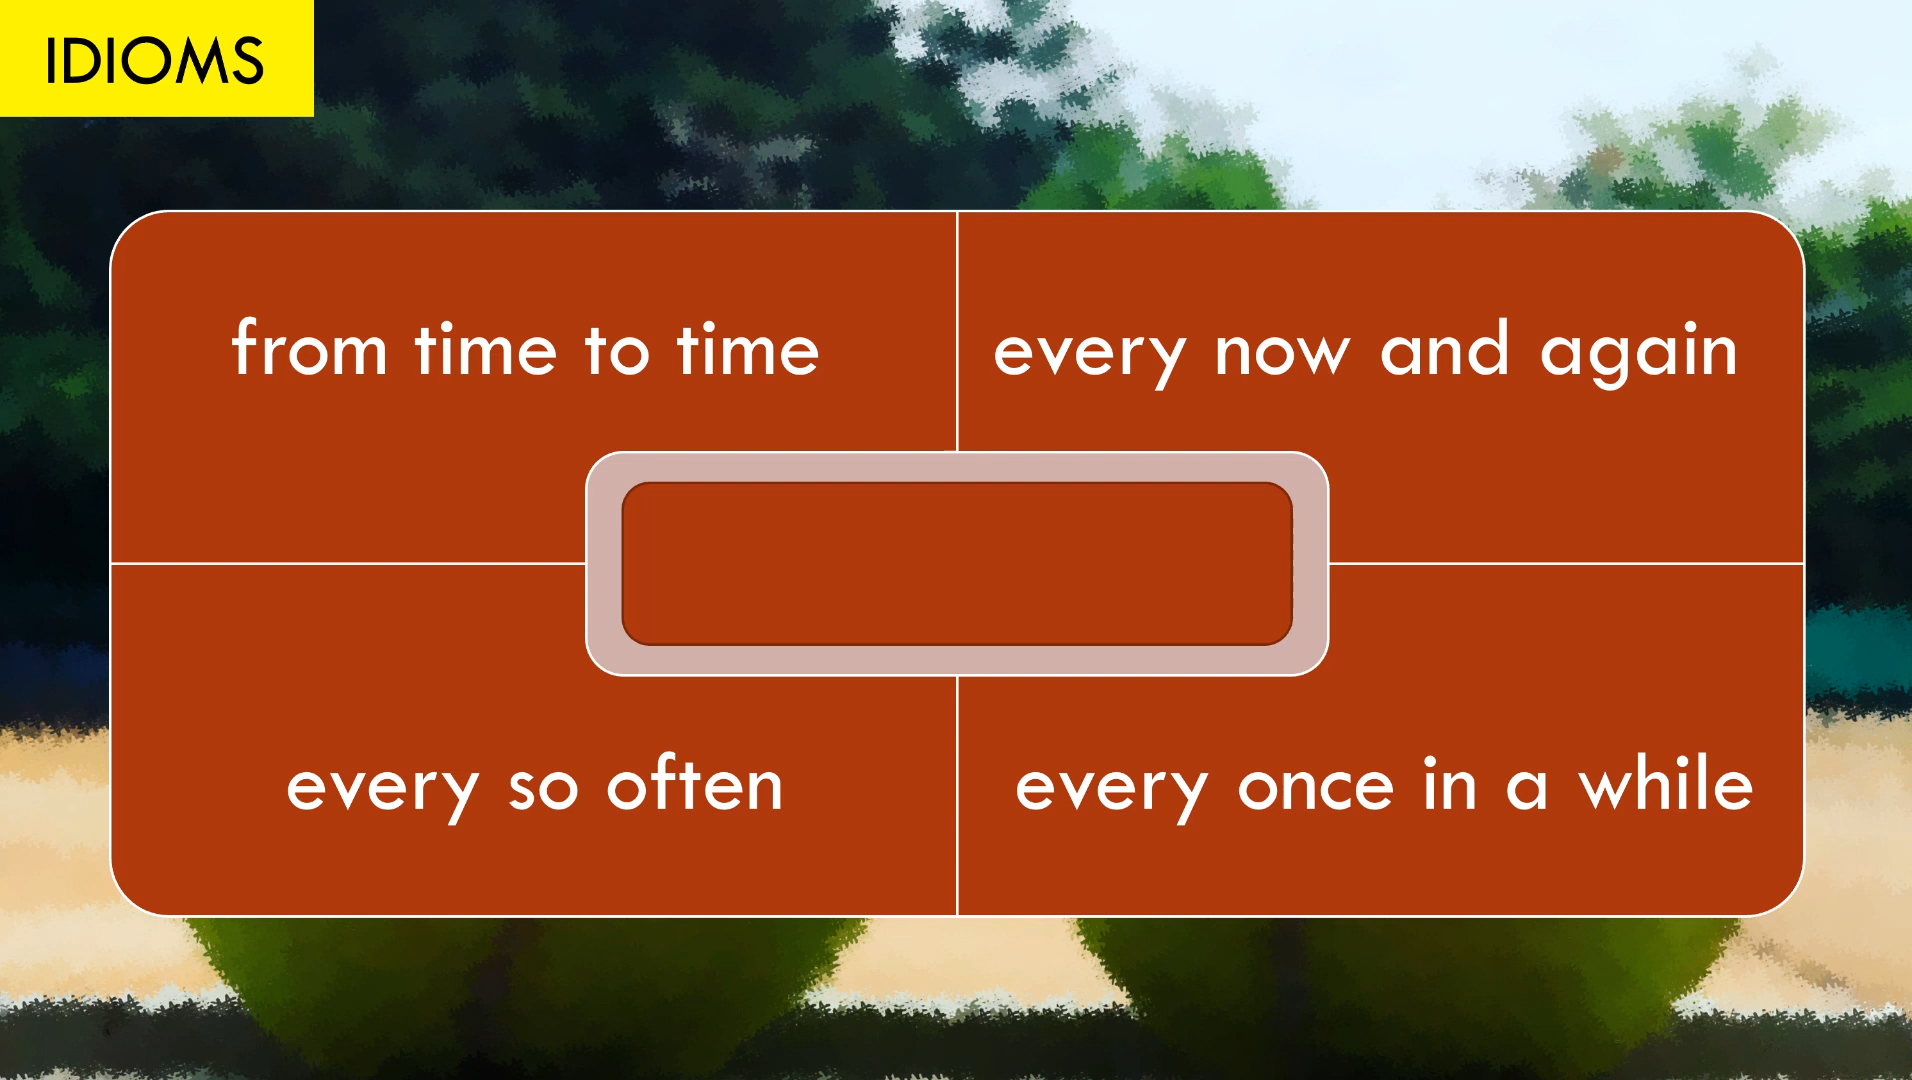 IDIOMS
from time to time
every now and again
every so often
every once in a while